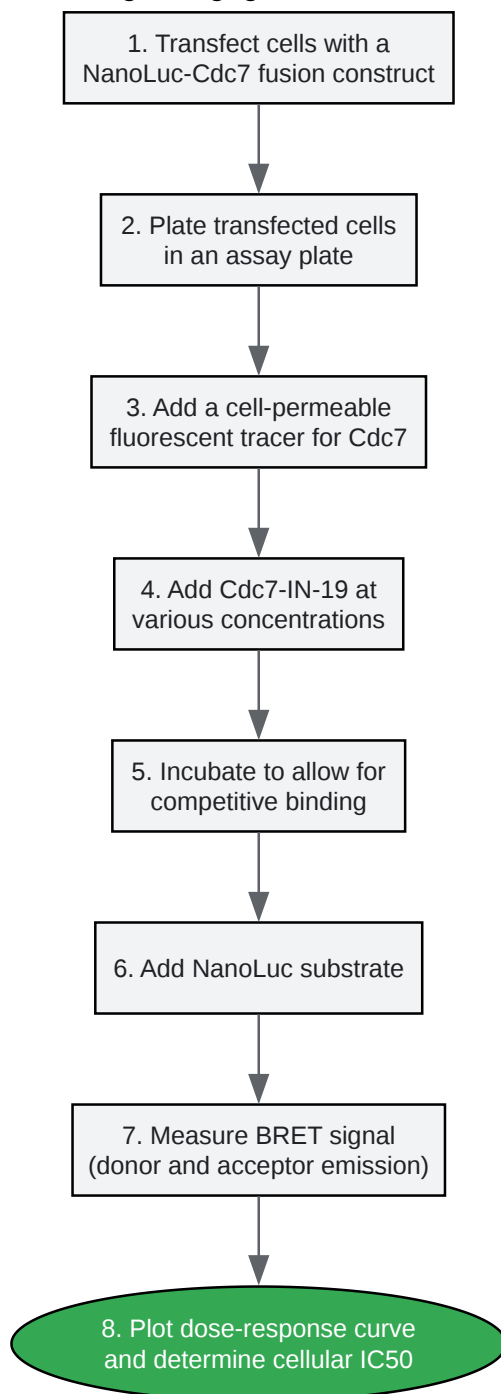 1. Transfect cells with a
NanoLuc-Cdc7 fusion construct
2. Plate transfected cells
in an assay plate
3. Add a cell-permeable
fluorescent tracer for Cdc7
4. Add Cdc7-IN-19 at
various concentrations
5. Incubate to allow for
competitive binding
6. Add NanoLuc substrate
7. Measure BRET signal
(donor and acceptor emission)
8. Plot dose-response curve
and determine cellular IC50